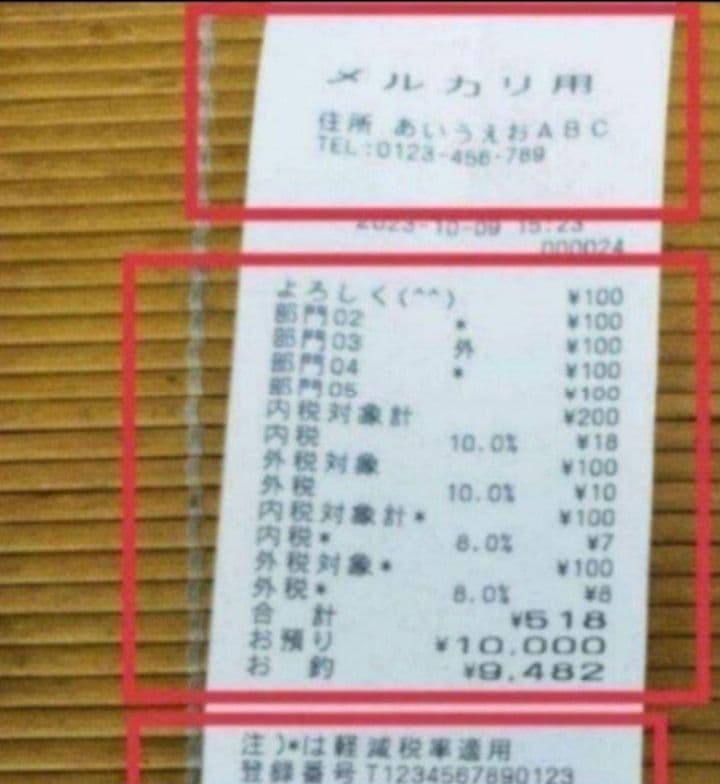 メルカリ用
住所 あいうえおABC
TEL:0123-456-789
2023-10-09 15:23
000024
よろしく(^^) ¥100
部門02 * ¥100
部門03 外 ¥100
部門04 * ¥100
部門05 ¥100
内税対象計 ¥200
内税 10.0% ¥18
外税対象 ¥100
外税 10.0% ¥10
内税対象計* ¥100
内税* 8.0% ¥7
外税対象* ¥100
外税* 8.0% ¥8
合 計 ¥518
お預り ¥10,000
お 釣 ¥9,482
注)*は軽減税率適用
登録番号T1234567890123